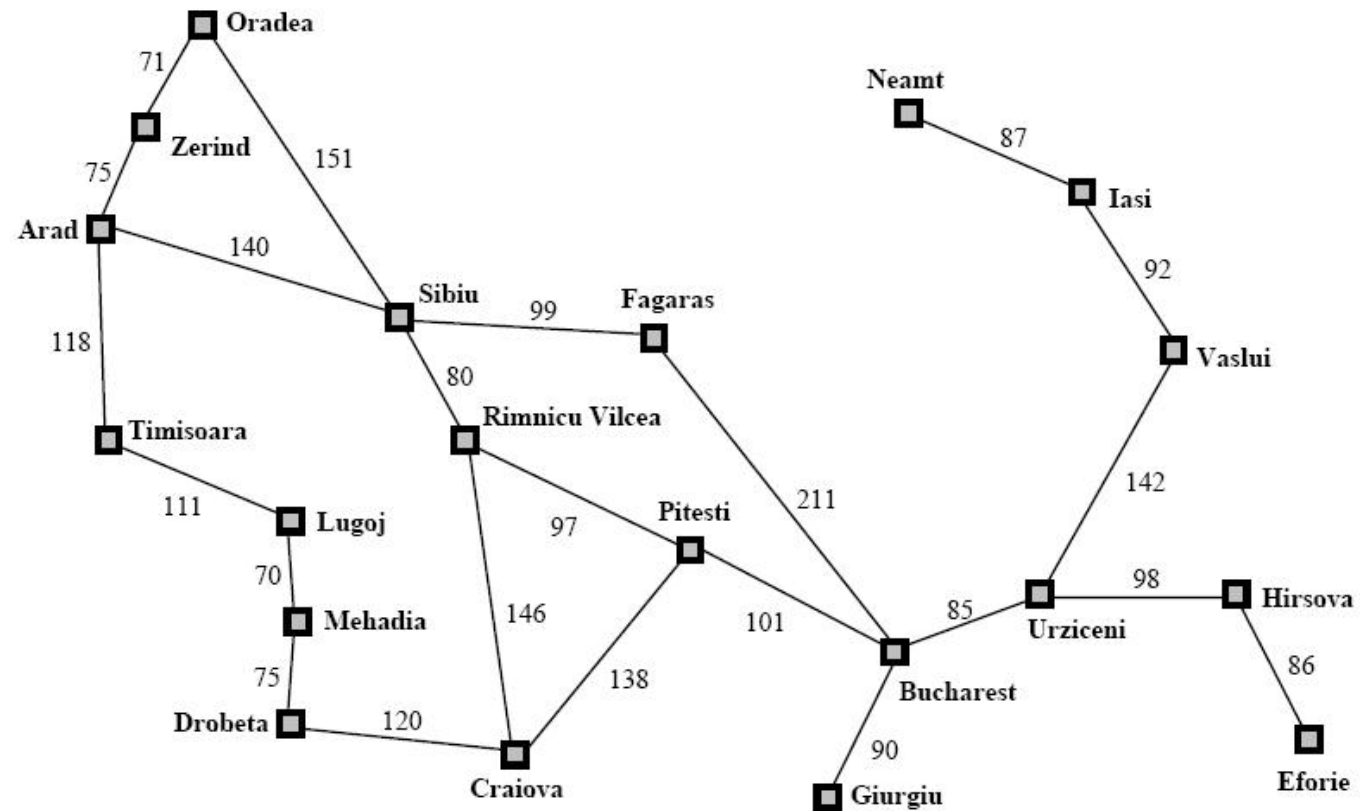 Oradea
71
Neamt
87
Zerind
151
75
Iasi
Arad
140
92
Sibiu
Fagaras
99
118
Vaslui
80
Timisoara
Rimnicu Vilcea
142
211
111
Lugoj
97
Pitesti
70
98
Hirsova
146
101
85
Mehadia
Urziceni
86
75
138
Bucharest
Drobeta
120
90
Eforie
Craiova
Giurgiu